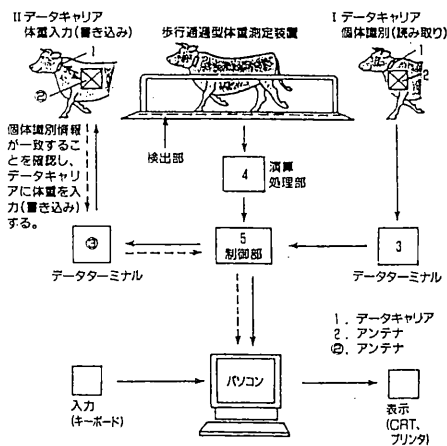 IIデータキャリア
体重入力(書き込み)
1
②
歩行通過型体重測定装置
Iデータキャリア
個体識別(読み取り)
1
2
個体識別情報
が一致するこ
とを確認し、
データキャリ
アに体重を入
力(書き込み)
する。
検出部
4
演算
処理部
③
データターミナル
5
制御部
3
データターミナル
1. データキャリア
2. アンテナ
②. アンテナ
入力
(キーボード)
パソコン
表示
(CRT、
プリンタ)